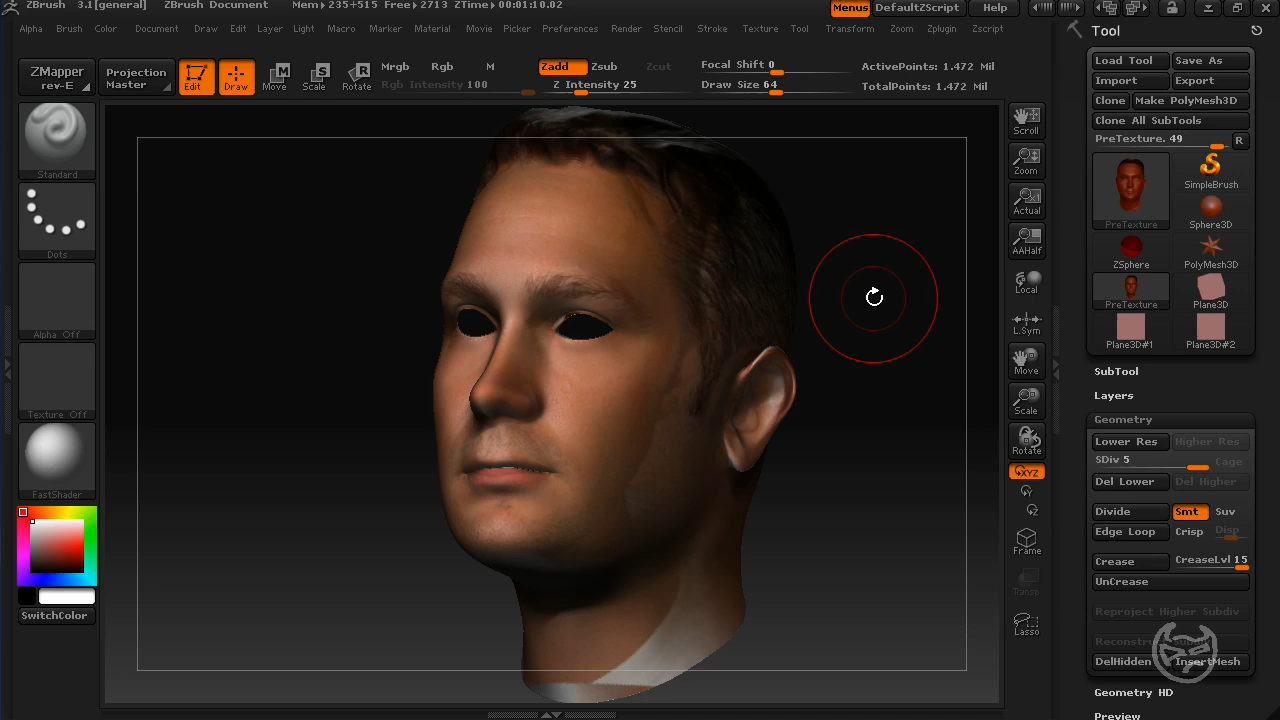 ZBrush 3.1[general] ZBrush Document Mem▸235+515 Free▸2713 ZTime▸00:01:10.02 Menus DefaultZScript Help
Alpha Brush Color Document Draw Edit Layer Light Macro Marker Material Movie Picker Preferences Render Stencil Stroke Texture Tool Transform Zoom Zplugin Zscript
Tool
ZMapper
rev-E
Projection
Master
Edit
Draw
Move
Scale
Rotate
Mrgb Rgb M
Rgb Intensity 100
Zadd Zsub Zcut
Z Intensity 25
Focal Shift 0
Draw Size 64
ActivePoints: 1.472 Mil
TotalPoints: 1.472 Mil
Standard
Dots
Alpha Off
Texture Off
FastShader
SwitchColor
Scroll
Zoom
Actual
AAHalf
Local
L.Sym
Move
Scale
Rotate
XYZ
Y
Z
Frame
Transp
Lasso
Load Tool Save As
Import Export
Clone Make PolyMesh3D
Clone All SubTools
PreTexture. 49 R
PreTexture SimpleBrush
Sphere3D
ZSphere PolyMesh3D
PreTexture Plane3D
Plane3D#1 Plane3D#2
SubTool
Layers
Geometry
Lower Res Higher Res
SDiv 5 Cage
Del Lower Del Higher
Divide Smt Suv
Edge Loop Crisp Disp
Crease CreaseLvl 15
UnCrease
Reproject Higher Subdiv
Reconstruct Subdiv
DelHidden InsertMesh
Geometry HD
Preview